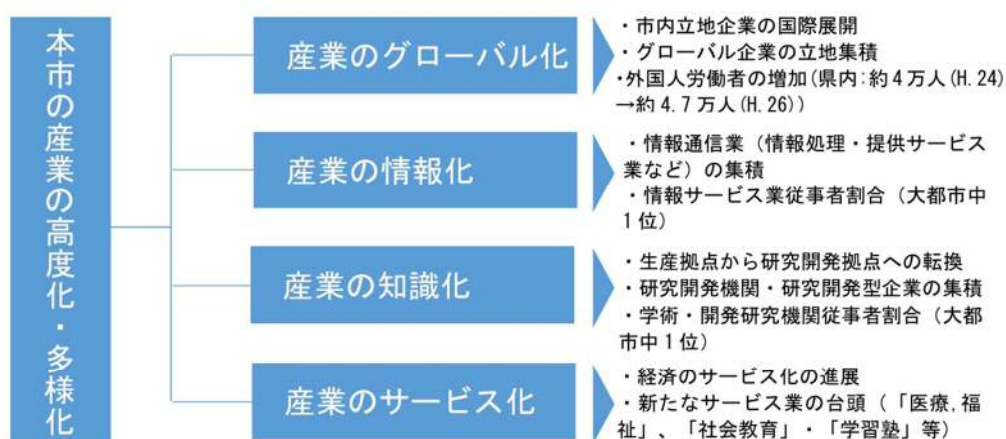 本市の産業の高度化・多様化
産業のグローバル化
・市内立地企業の国際展開
・グローバル企業の立地集積
・外国人労働者の増加(県内:約4万人(H.24)
→約4.7万人(H.26))
産業の情報化
・情報通信業（情報処理・提供サービス
業など）の集積
・情報サービス業従事者割合（大都市中
1位）
産業の知識化
・生産拠点から研究開発拠点への転換
・研究開発機関・研究開発型企業の集積
・学術・開発研究機関従事者割合（大都
市中1位）
産業のサービス化
・経済のサービス化の進展
・新たなサービス業の台頭（「医療,福
祉」、「社会教育」・「学習塾」等）